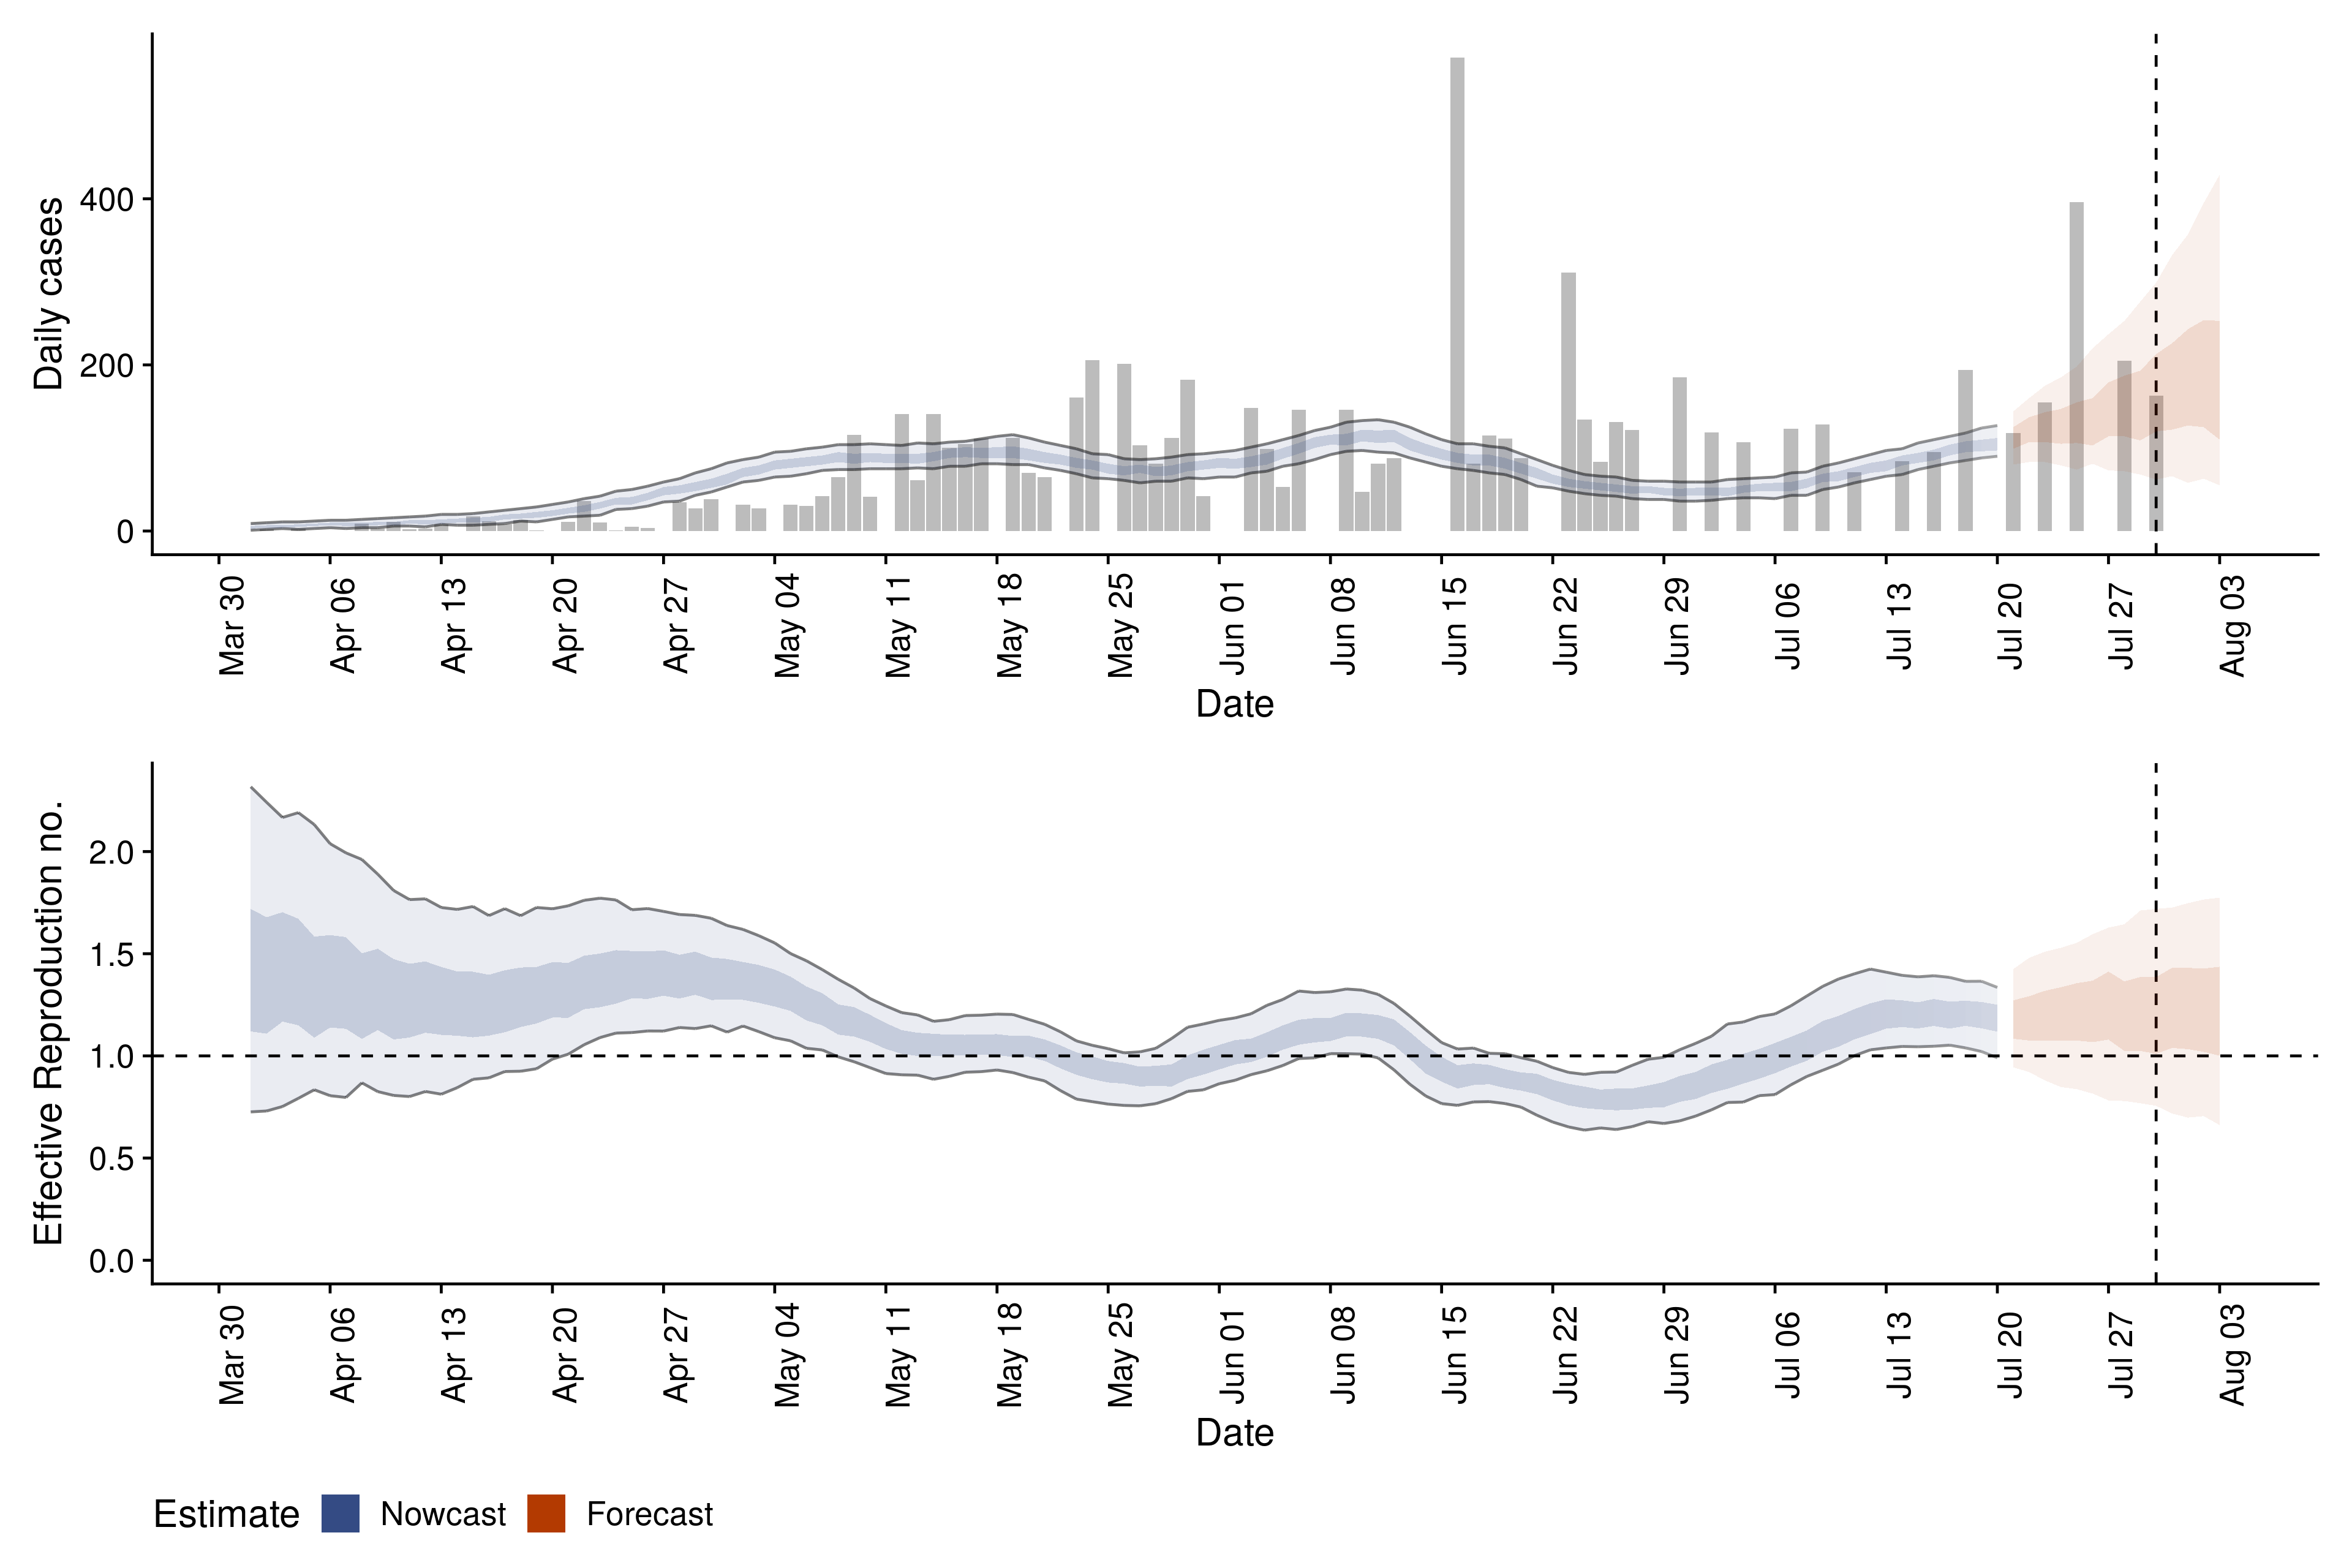 Daily cases
400
200
0
Mar 30 Apr 06 Apr 13 Apr 20 Apr 27 May 04 May 11 May 18 May 25 Jun 01 Jun 08 Jun 15 Jun 22 Jun 29 Jul 06 Jul 13 Jul 20 Jul 27 Aug 03
Date
Effective Reproduction no.
2.0
1.5
1.0
0.5
0.0
Mar 30 Apr 06 Apr 13 Apr 20 Apr 27 May 04 May 11 May 18 May 25 Jun 01 Jun 08 Jun 15 Jun 22 Jun 29 Jul 06 Jul 13 Jul 20 Jul 27 Aug 03
Date
Estimate Nowcast Forecast